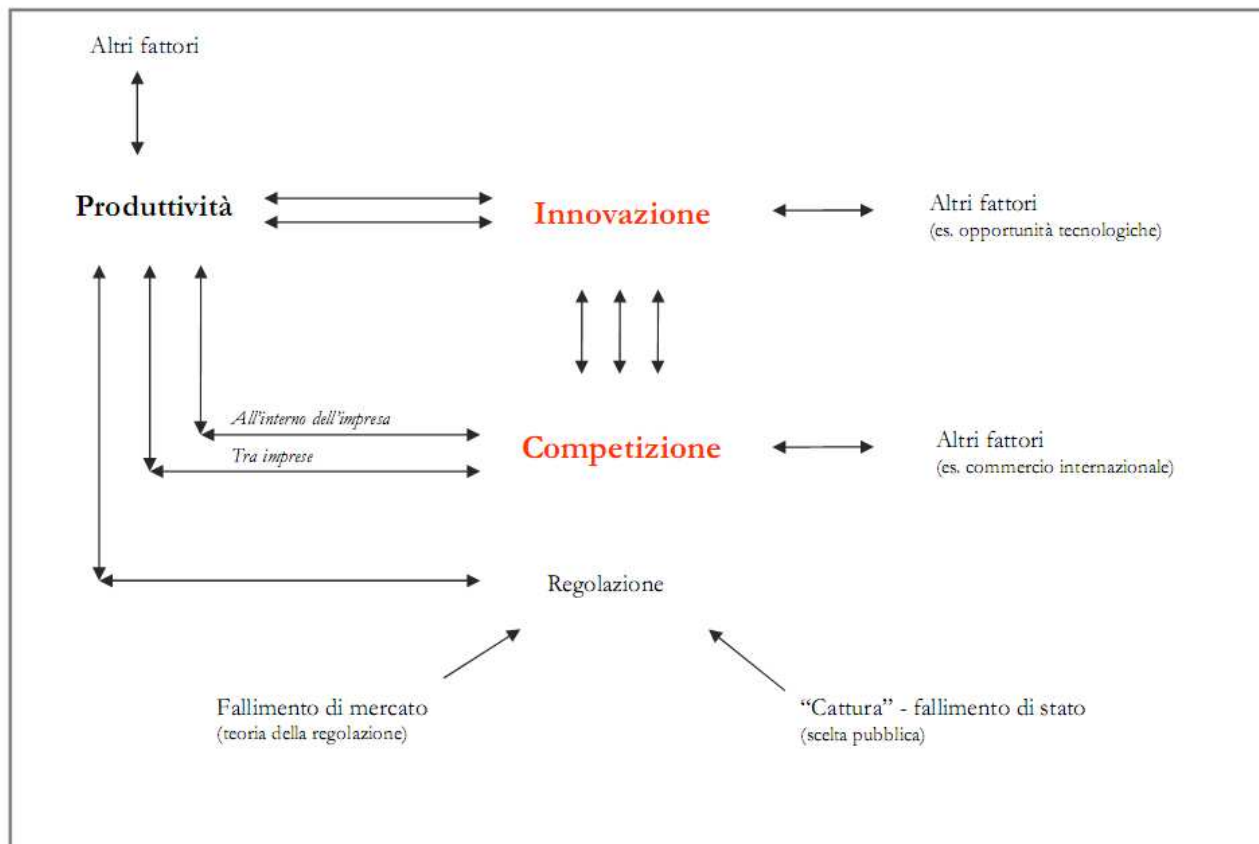 Altri fattori
Produttività
Innovazione
Altri fattori
(es. opportunità tecnologiche)
All'interno dell'impresa
Tra imprese
Competizione
Altri fattori
(es. commercio internazionale)
Regolazione
Fallimento di mercato
(teoria della regolazione)
“Cattura” - fallimento di stato
(scelta pubblica)